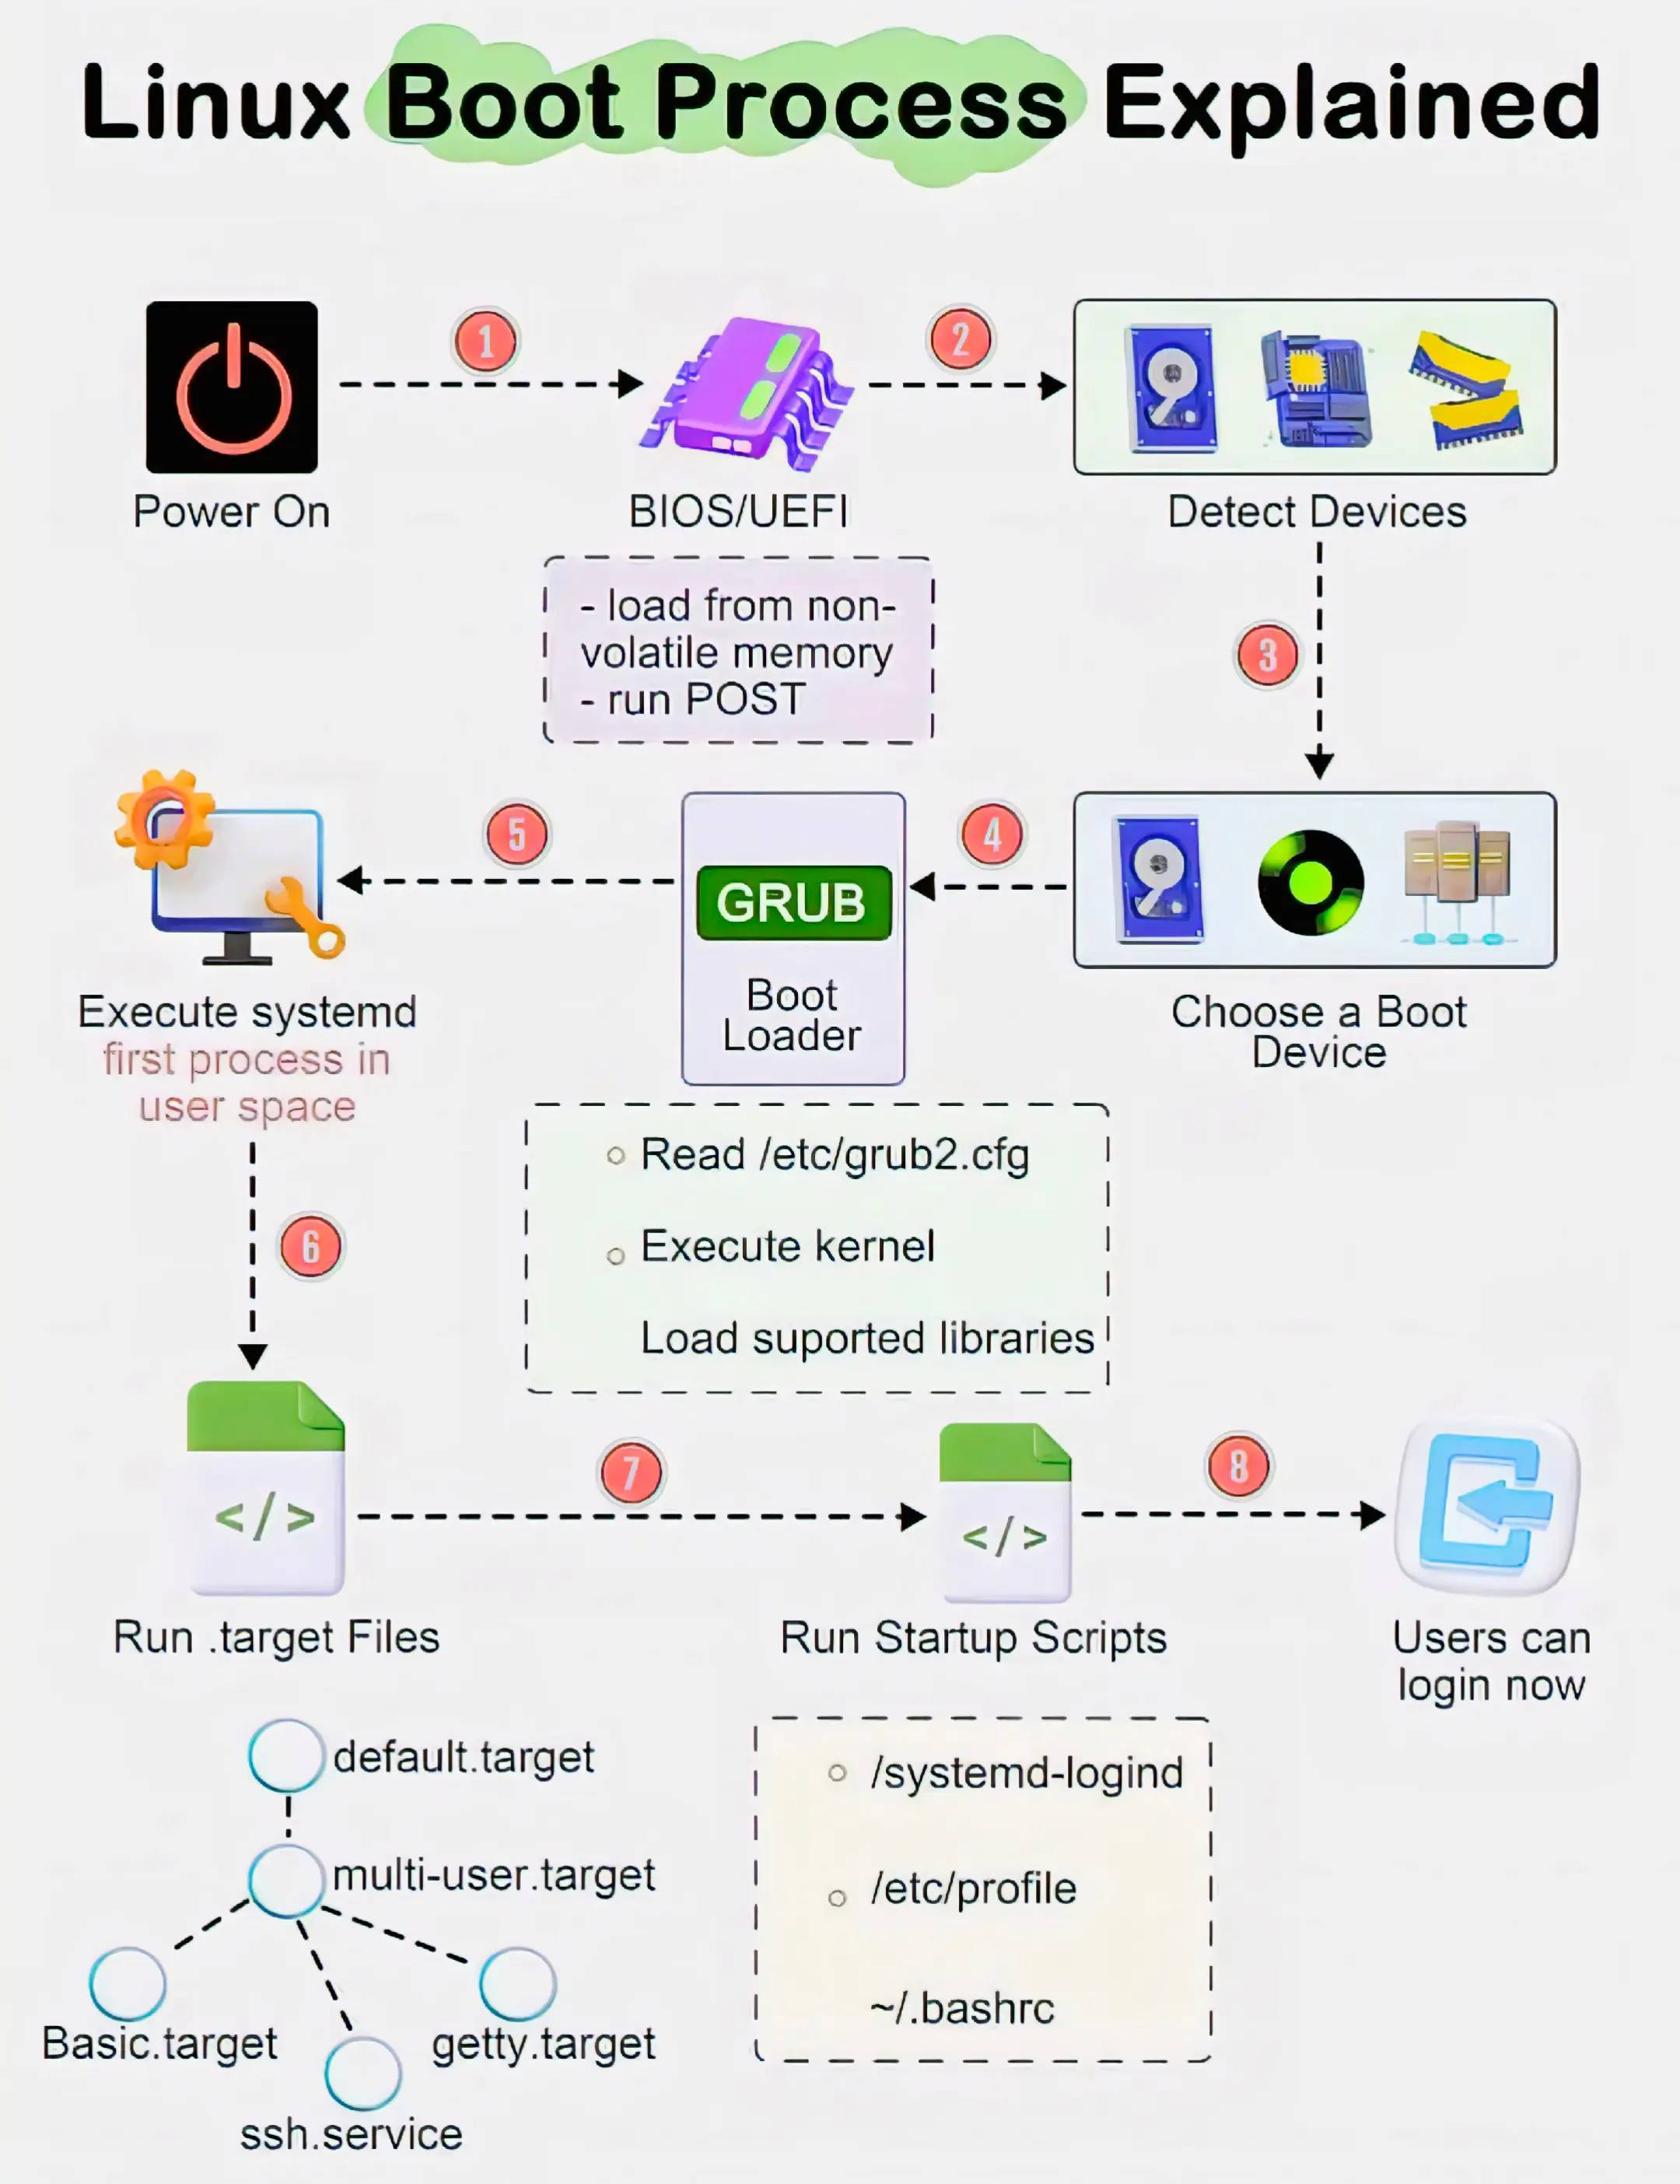 Linux Boot Process Explained
1
2
Power On
BIOS/UEFI
Detect Devices
- load from non-
volatile memory
- run POST
3
5
4
GRUB
Boot
Loader
Execute systemd
first process in
user space
Choose a Boot
Device
Read /etc/grub2.cfg
Execute kernel
Load suported libraries
6
</>
7
</>
8
Run .target Files
Run Startup Scripts
Users can
login now
default.target
multi-user.target
Basic.target
getty.target
ssh.service
/systemd-logind
/etc/profile
~/.bashrc